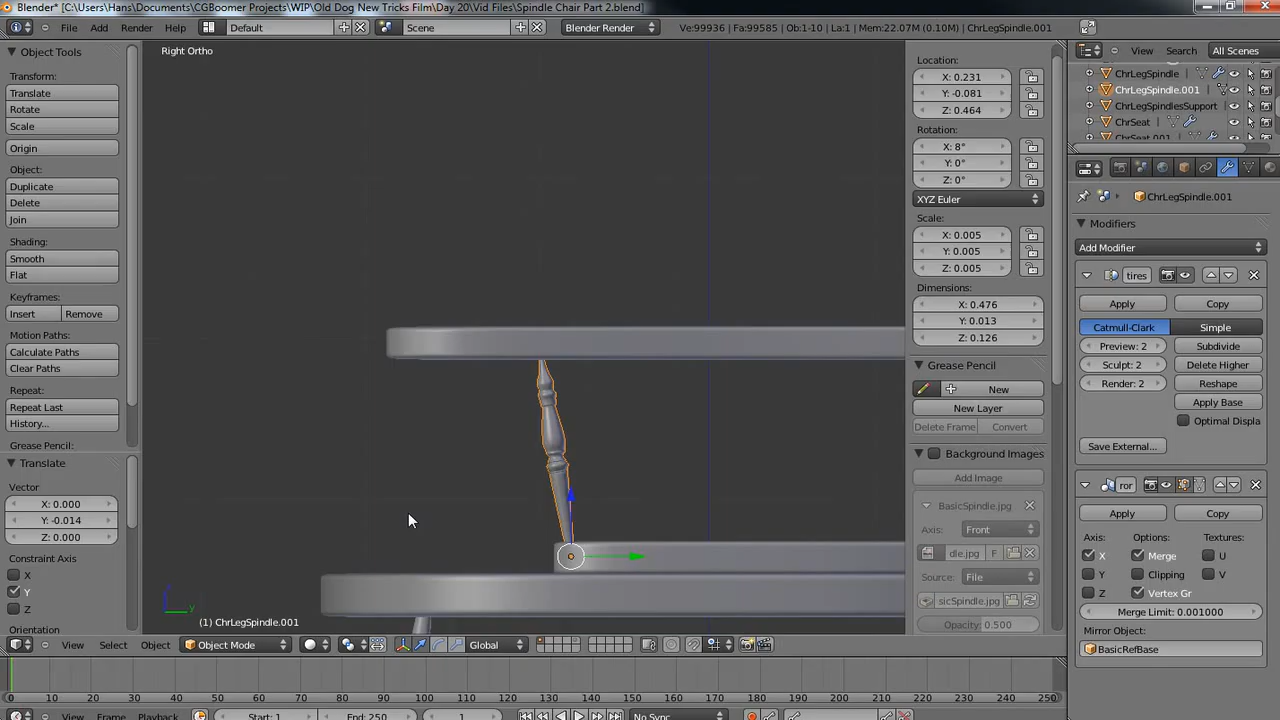 Blender* [C:\Users\Hans\Documents\CGBoomer Projects\WIP\Old Dog New Tricks Film\Day 20\Vid Files\Spindle Chair Part 2.blend]
File Add Render Help Default Scene Blender Render Ve:99936 | Fa:99585 | Ob:1-10 | La:1 | Mem:22.07M (0.10M) | ChrLegSpindle.001
Object Tools
Transform:
Translate
Rotate
Scale
Origin
Object:
Duplicate
Delete
Join
Shading:
Smooth
Flat
Keyframes:
Insert Remove
Motion Paths:
Calculate Paths
Clear Paths
Repeat:
Repeat Last
History...
Grease Pencil:
Translate
Vector
X: 0.000
Y: -0.014
Z: 0.000
Constraint Axis
X
Y
Z
Orientation
Right Ortho
z
y
(1) ChrLegSpindle.001
View Select Object Object Mode Global
Location:
X: 0.231
Y: -0.081
Z: 0.464
Rotation:
X: 8°
Y: 0°
Z: 0°
XYZ Euler
Scale:
X: 0.005
Y: 0.005
Z: 0.005
Dimensions:
X: 0.476
Y: 0.013
Z: 0.126
Grease Pencil
New
New Layer
Delete Frame Convert
Background Images
Add Image
BasicSpindle.jpg
Axis: Front
dle.jpg F
Source: File
sicSpindle.jpg
Opacity: 0.500
View Search All Scenes
ChrLegSpindle
ChrLegSpindle.001
ChrLegSpindlesSupport
ChrSeat
ChrSeat.001
ChrLegSpindle.001
Modifiers
Add Modifier
tires
Apply Copy
Catmull-Clark Simple
Preview: 2 Subdivide
Sculpt: 2 Delete Higher
Render: 2 Reshape
Apply Base
Optimal Displa
Save External...
ror
Apply Copy
Axis: Options: Textures:
X Merge U
Y Clipping V
Z Vertex Gr
Merge Limit: 0.001000
Mirror Object:
BasicRefBase
0 10 20 30 40 50 60 70 80 90 100 110 120 130 140 150 160 170 180 190 200 210 220 230 240 250
View Frame Playback Start: 1 End: 250 1 No Sync